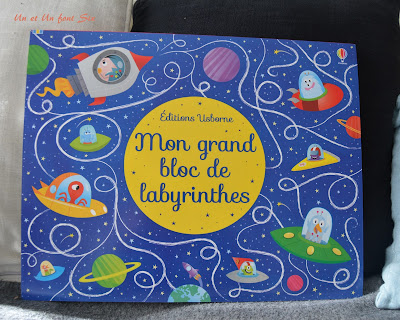 Un et Un font Six
Éditions Usborne
Mon grand
bloc de
labyrinthes